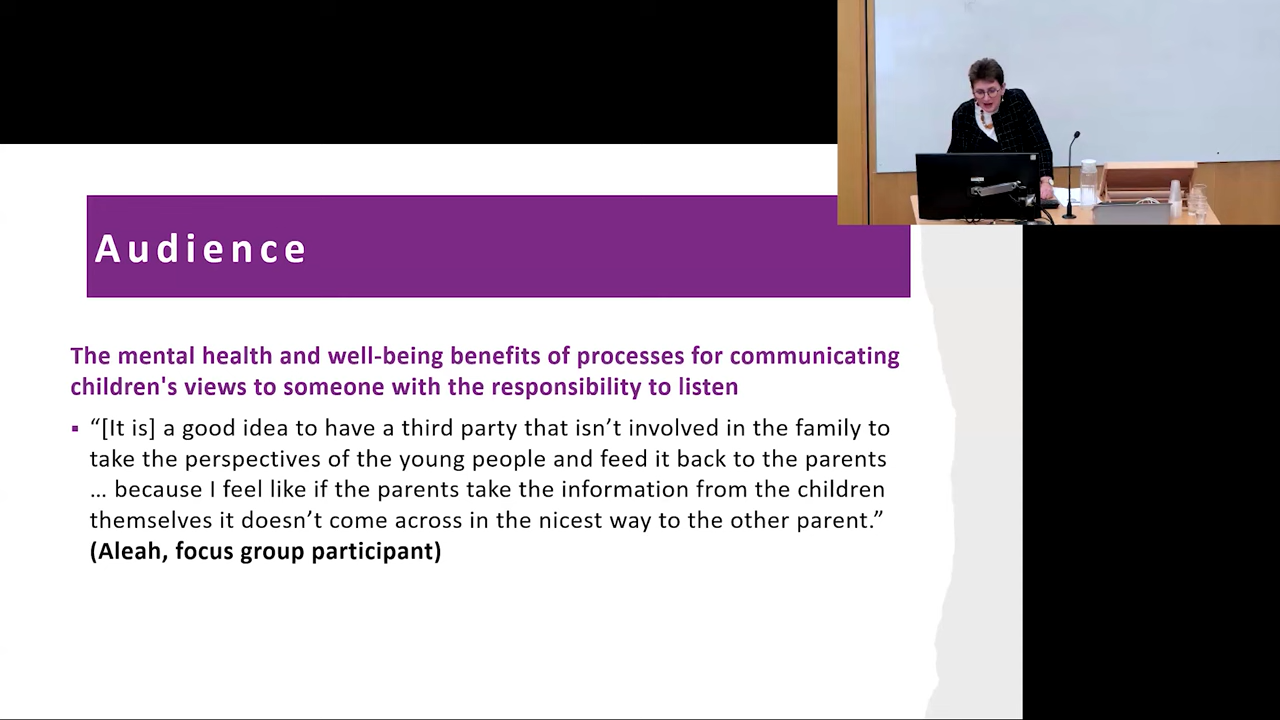 Audience
The mental health and well-being benefits of processes for communicating
children's views to someone with the responsibility to listen
▪ “[It is] a good idea to have a third party that isn’t involved in the family to
take the perspectives of the young people and feed it back to the parents
… because I feel like if the parents take the information from the children
themselves it doesn’t come across in the nicest way to the other parent.”
(Aleah, focus group participant)